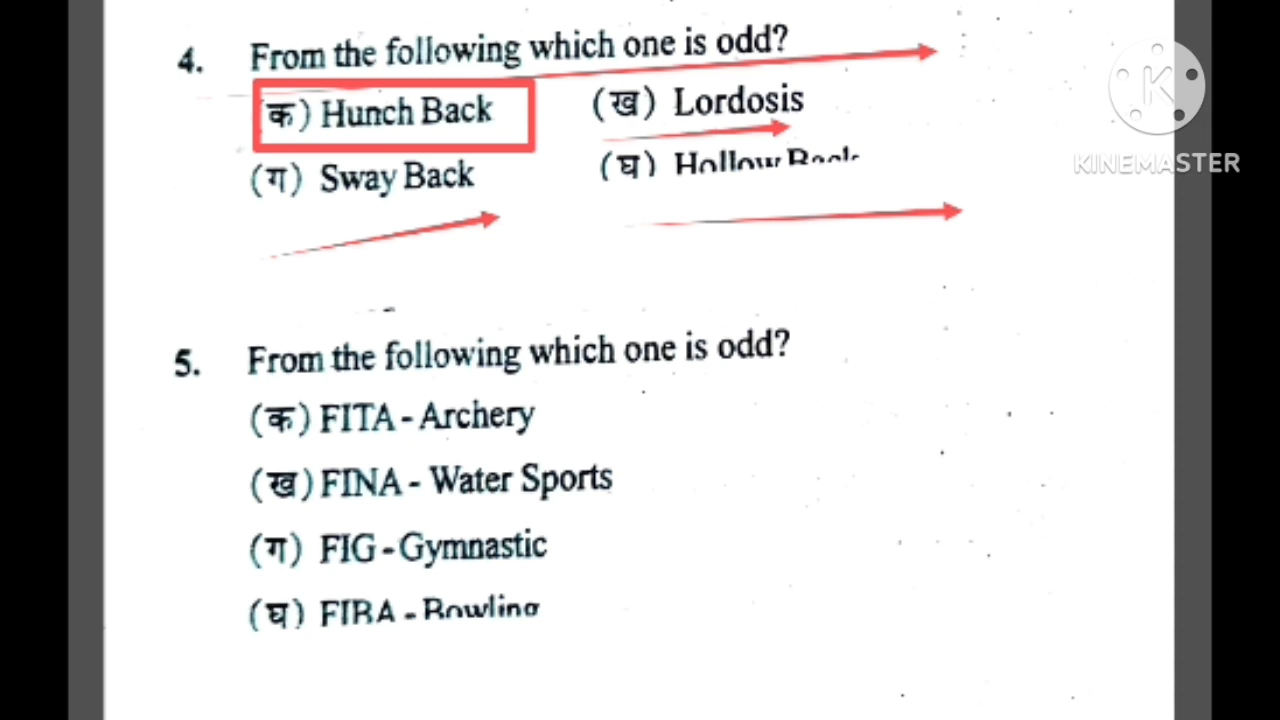 4. From the following which one is odd?
(क) Hunch Back (ख) Lordosis
(ग) Sway Back (घ) Hollow Back
5. From the following which one is odd?
(क) FITA - Archery
(ख) FINA - Water Sports
(ग) FIG - Gymnastic
(घ) FIBA - Bowling
K
KINEMASTER